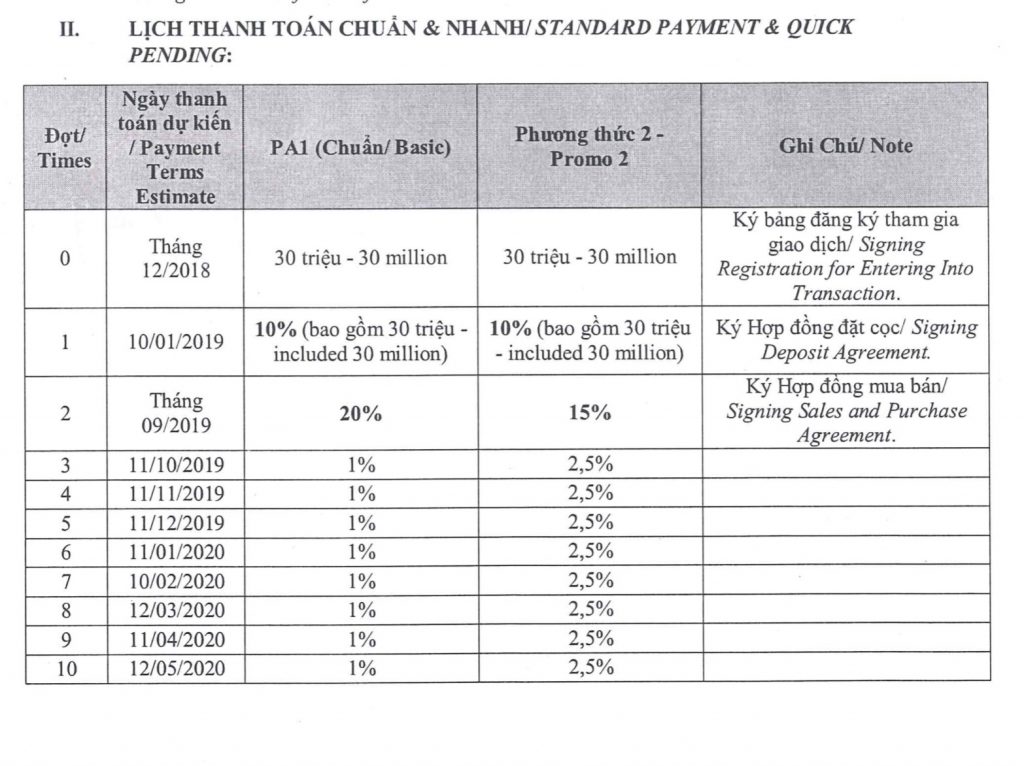 II. LỊCH THANH TOÁN CHUẨN & NHANH/ STANDARD PAYMENT & QUICK
PENDING:
Đợt/
Times
Ngày thanh
toán dự kiến
/ Payment
Terms
Estimate
PA1 (Chuẩn/ Basic)
Phương thức 2 -
Promo 2
Ghi Chú/ Note
0
Tháng
12/2018
30 triệu - 30 million
30 triệu - 30 million
Ký bảng đăng ký tham gia
giao dịch/ Signing
Registration for Entering Into
Transaction.
1
10/01/2019
10% (bao gồm 30 triệu -
included 30 million)
10% (bao gồm 30 triệu
- included 30 million)
Ký Hợp đồng đặt cọc/ Signing
Deposit Agreement.
2
Tháng
09/2019
20%
15%
Ký Hợp đồng mua bán/
Signing Sales and Purchase
Agreement.
3 11/10/2019 1% 2,5%
4 11/11/2019 1% 2,5%
5 11/12/2019 1% 2,5%
6 11/01/2020 1% 2,5%
7 10/02/2020 1% 2,5%
8 12/03/2020 1% 2,5%
9 11/04/2020 1% 2,5%
10 12/05/2020 1% 2,5%